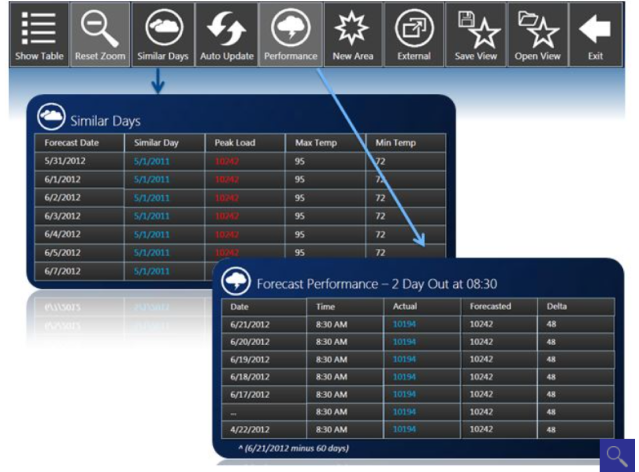 Show Table Reset Zoom Similar Days Auto Update Performance New Area External Save View Open View Exit
Similar Days
Forecast Date Similar Day Peak Load Max Temp Min Temp
5/31/2012 5/1/2011 10242 95 72
6/1/2012 5/1/2011 10242 95 72
6/2/2012 5/1/2011 10242 95 72
6/3/2012 5/1/2011 10242 95 72
6/4/2012 5/1/2011 10242 95 72
6/5/2012 5/1/2011 10242 95 72
6/7/2012 5/1/2011
Forecast Performance – 2 Day Out at 08:30
Date Time Actual Forecasted Delta
6/21/2012 8:30 AM 10194 10242 48
6/20/2012 8:30 AM 10194 10242 48
6/19/2012 8:30 AM 10194 10242 48
6/18/2012 8:30 AM 10194 10242 48
6/17/2012 8:30 AM 10194 10242 48
... 8:30 AM 10194 10242 48
4/22/2012 8:30 AM 10194 10242 48
^ (6/21/2012 minus 60 days)